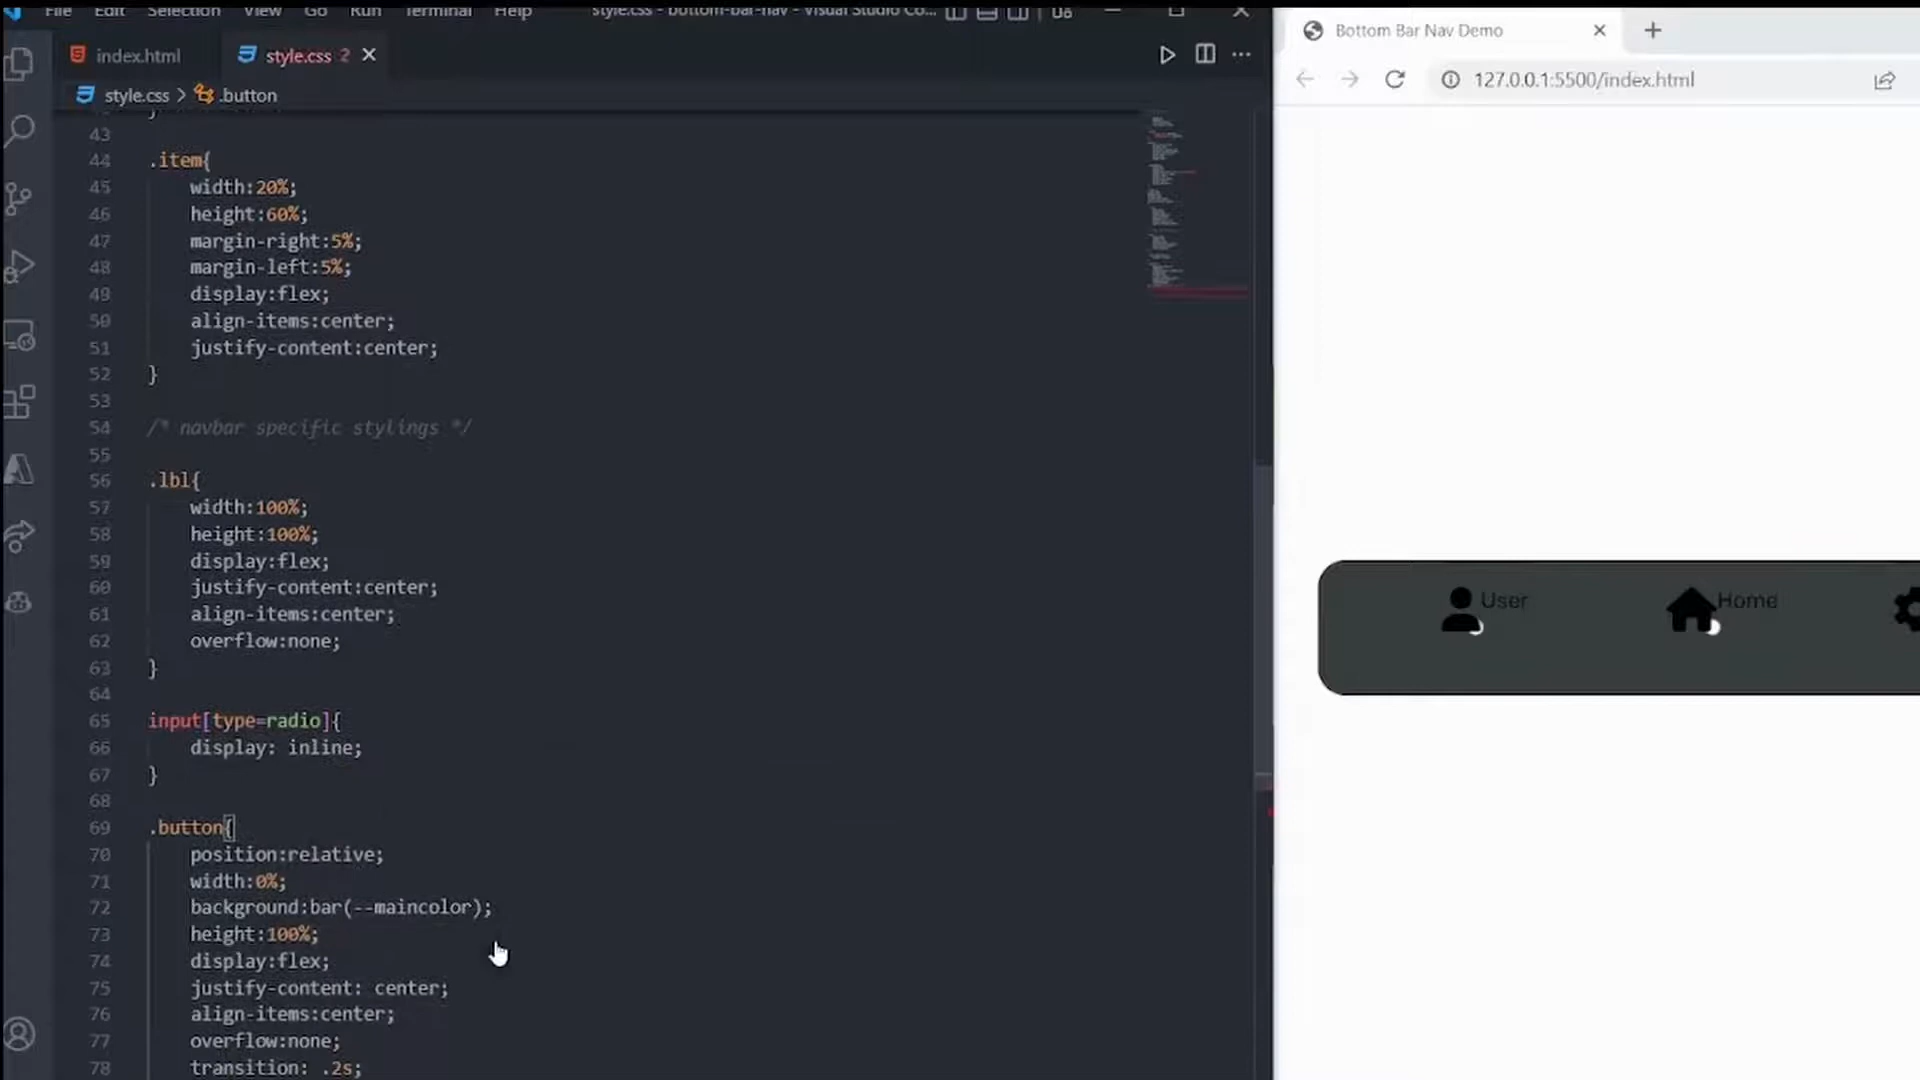 File Edit Selection View Go Run Terminal Help
style.css - bottom-bar-nav - Visual Studio Co...
index.html
style.css 2
style.css > .button
43
44 .item{
45 width:20%;
46 height:60%;
47 margin-right:5%;
48 margin-left:5%;
49 display:flex;
50 align-items:center;
51 justify-content:center;
52 }
53
54 /* navbar specific stylings */
55
56 .lbl{
57 width:100%;
58 height:100%;
59 display:flex;
60 justify-content:center;
61 align-items:center;
62 overflow:none;
63 }
64
65 input[type=radio]{
66 display: inline;
67 }
68
69 .button{
70 position:relative;
71 width:0%;
72 background:bar(--maincolor);
73 height:100%;
74 display:flex;
75 justify-content: center;
76 align-items:center;
77 overflow:none;
78 transition: .2s;
Bottom Bar Nav Demo
127.0.0.1:5500/index.html
User
Home